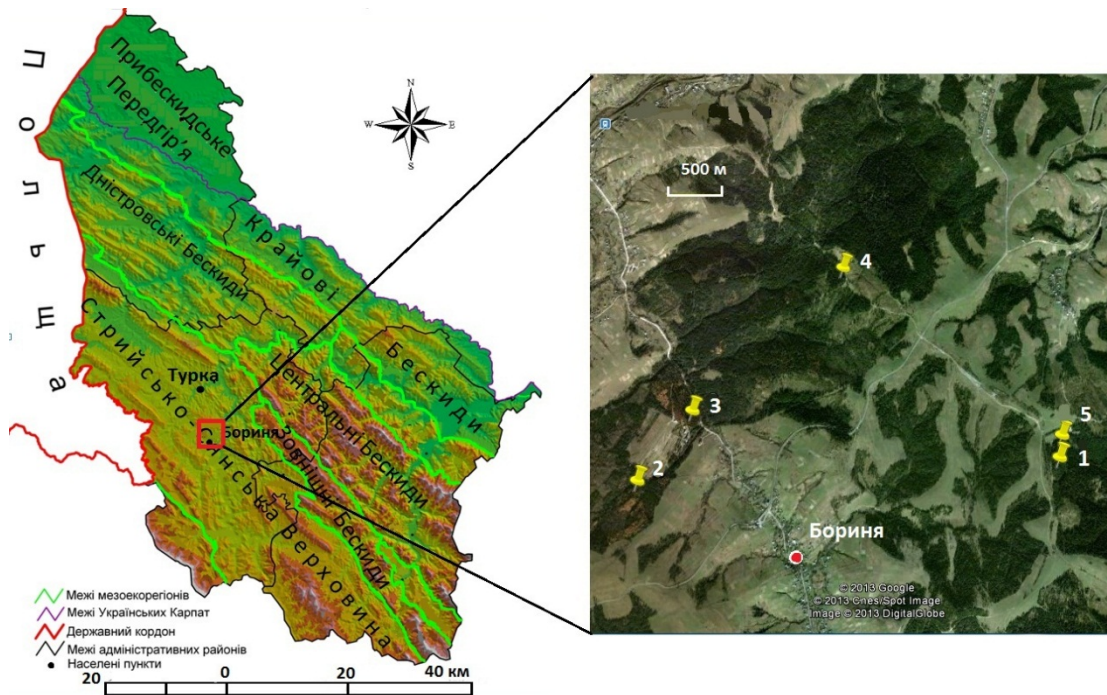 Польща
Прибескидське
Передгір'я
Дністровські Бескиди
Крайові
Бескиди
Стрийсько-Сянська Верховина
Турка
Бориня
Центральні Бескиди
Зовнішні Бескиди
N
W
E
S
Межі мезоекорегіонів
Межі Українських Карпат
Державний кордон
Межі адміністративних районів
Населені пункти
20 0 20 40 км
500 м
4
3
2
5
1
Бориня
© 2013 Google
© 2013 Cnes/Spot Image
Image © 2013 DigitalGlobe